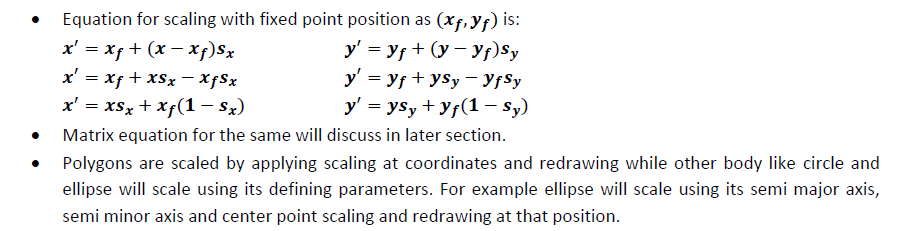 • Equation for scaling with fixed point position as (x_f, y_f) is:
x′ = x_f + (x − x_f)s_x    y′ = y_f + (y − y_f)s_y
x′ = x_f + xs_x − x_fs_x    y′ = y_f + ys_y − y_fs_y
x′ = xs_x + x_f(1 − s_x)    y′ = ys_y + y_f(1 − s_y)
• Matrix equation for the same will discuss in later section.
• Polygons are scaled by applying scaling at coordinates and redrawing while other body like circle and
ellipse will scale using its defining parameters. For example ellipse will scale using its semi major axis,
semi minor axis and center point scaling and redrawing at that position.